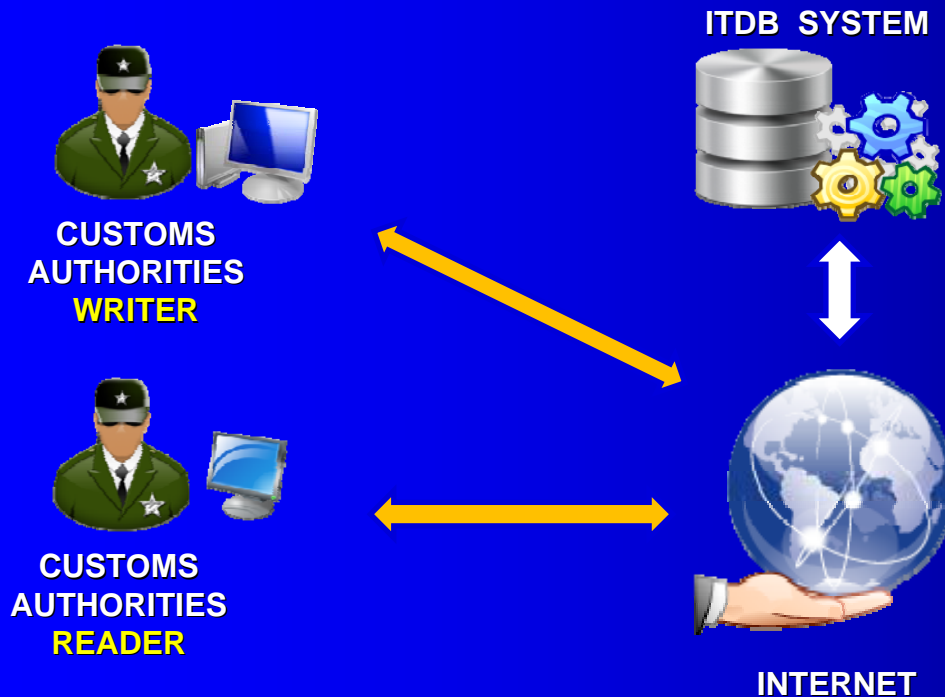 ITDB SYSTEM
CUSTOMS
AUTHORITIES
WRITER
CUSTOMS
AUTHORITIES
READER
INTERNET